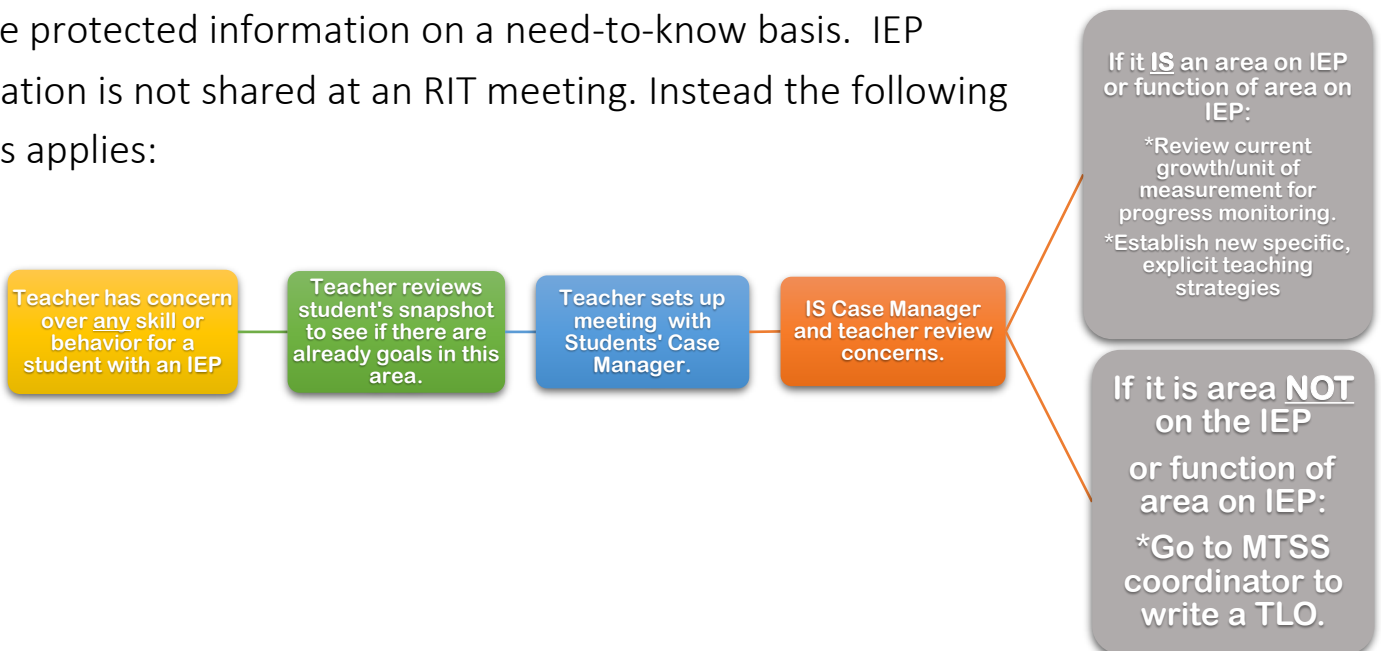 e protected information on a need-to-know basis. IEP
ation is not shared at an RIT meeting. Instead the following
s applies:
Teacher has concern
over any skill or
behavior for a
student with an IEP
Teacher reviews
student's snapshot
to see if there are
already goals in this
area.
Teacher sets up
meeting with
Students' Case
Manager.
IS Case Manager
and teacher review
concerns.
If it IS an area on IEP
or function of area on
IEP:
*Review current
growth/unit of
measurement for
progress monitoring.
*Establish new specific,
explicit teaching
strategies
If it is area NOT
on the IEP
or function of
area on IEP:
*Go to MTSS
coordinator to
write a TLO.